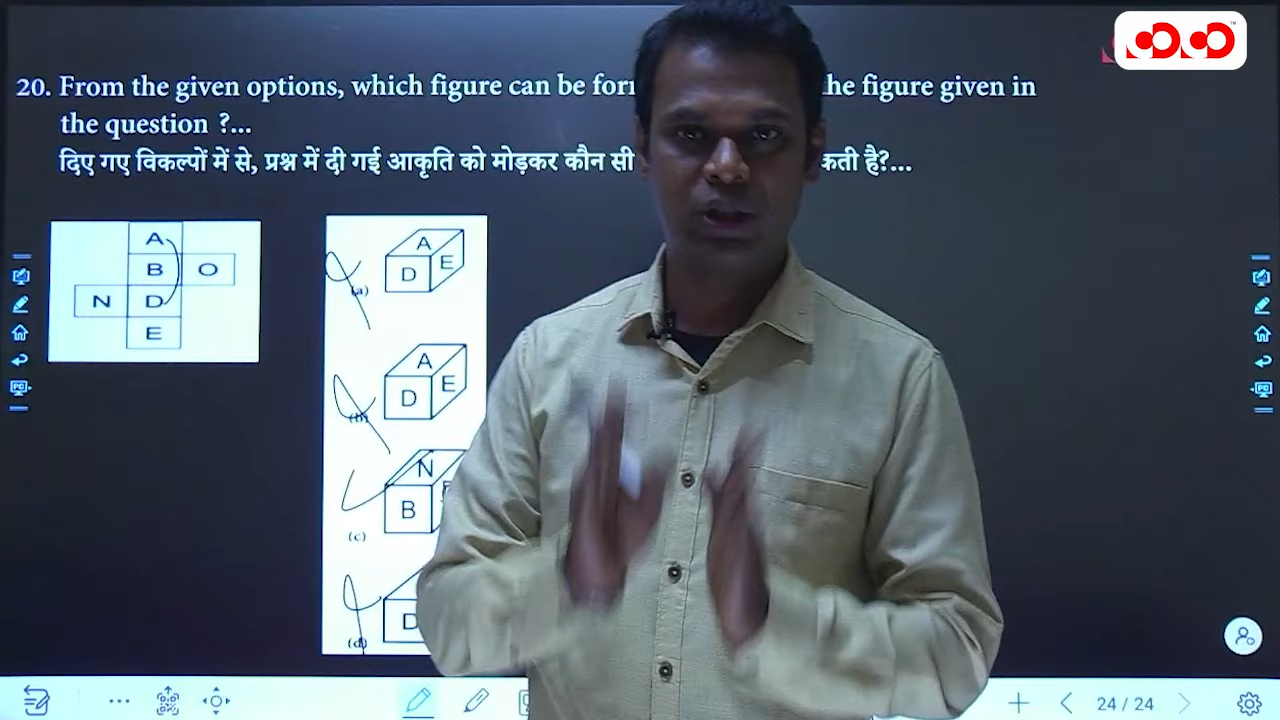 20. From the given options, which figure can be for he figure given in
the question ?...
दिए गए विकल्पों में से, प्रश्न में दी गई आकृति को मोड़कर कौन सी कती है?...
A
B O
N D
E
A
D E
(a)
A
D E
(b)
N
B
(c)
D
(d)
24 / 24